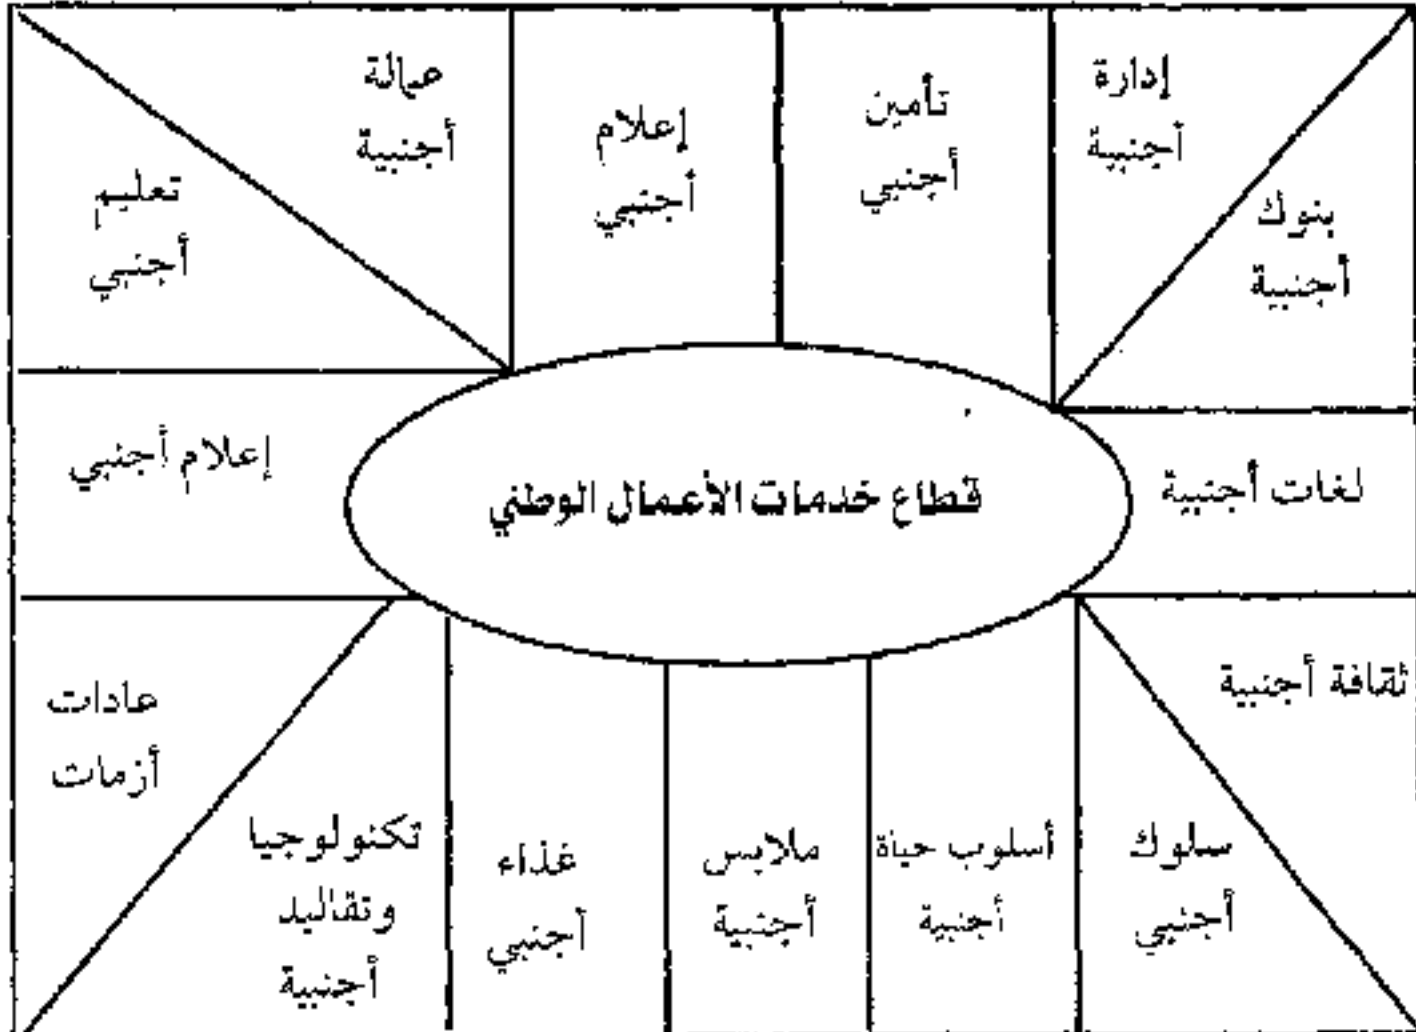 إدارة
أجنبية
تأمين
أجنبي
إعلام
أجنبي
عمالة
أجنبية
بنوك
أجنبية
تعليم
أجنبي
لغات أجنبية
قطاع خدمات الأعمال الوطني
إعلام أجنبي
ثقافة أجنبية
سلوك
أجنبي
أسلوب حياة
أجنبية
ملابس
أجنبية
غذاء
أجنبي
تكنولوجيا
وتقاليد
أجنبية
عادات
أزمات